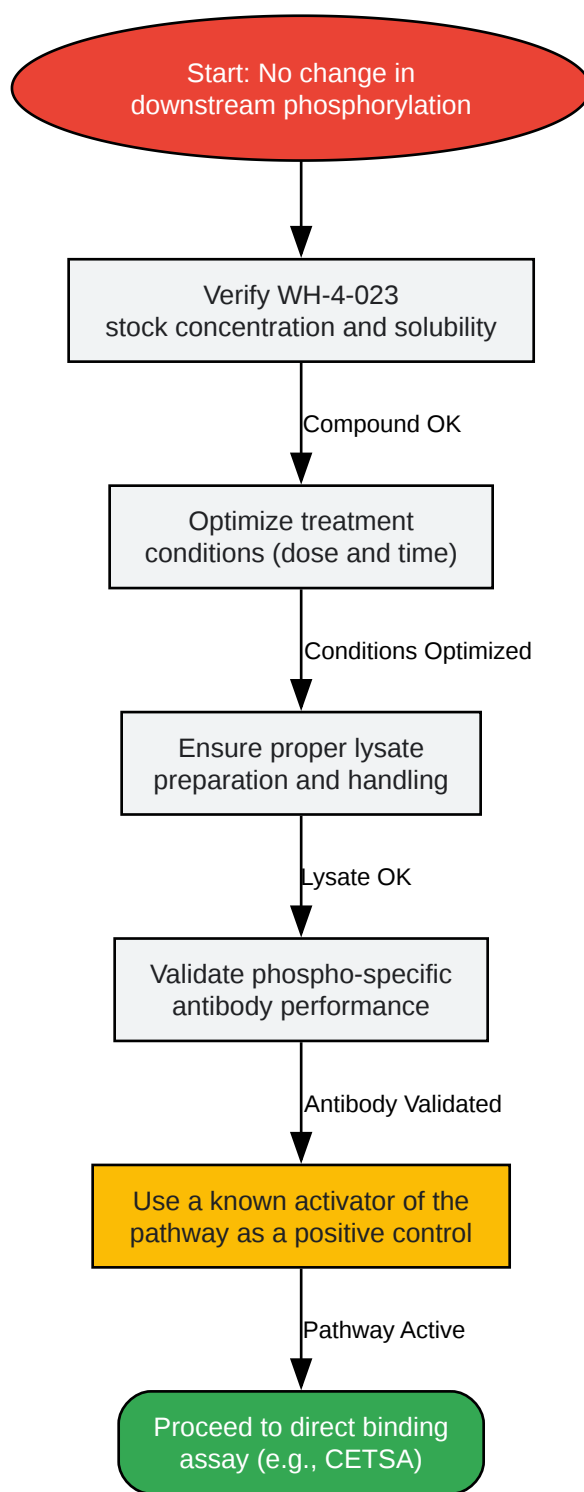 Start: No change in
downstream phosphorylation
Verify WH-4-023
stock concentration and solubility
Compound OK
Optimize treatment
conditions (dose and time)
Conditions Optimized
Ensure proper lysate
preparation and handling
Lysate OK
Validate phospho-specific
antibody performance
Antibody Validated
Use a known activator of the
pathway as a positive control
Pathway Active
Proceed to direct binding
assay (e.g., CETSA)